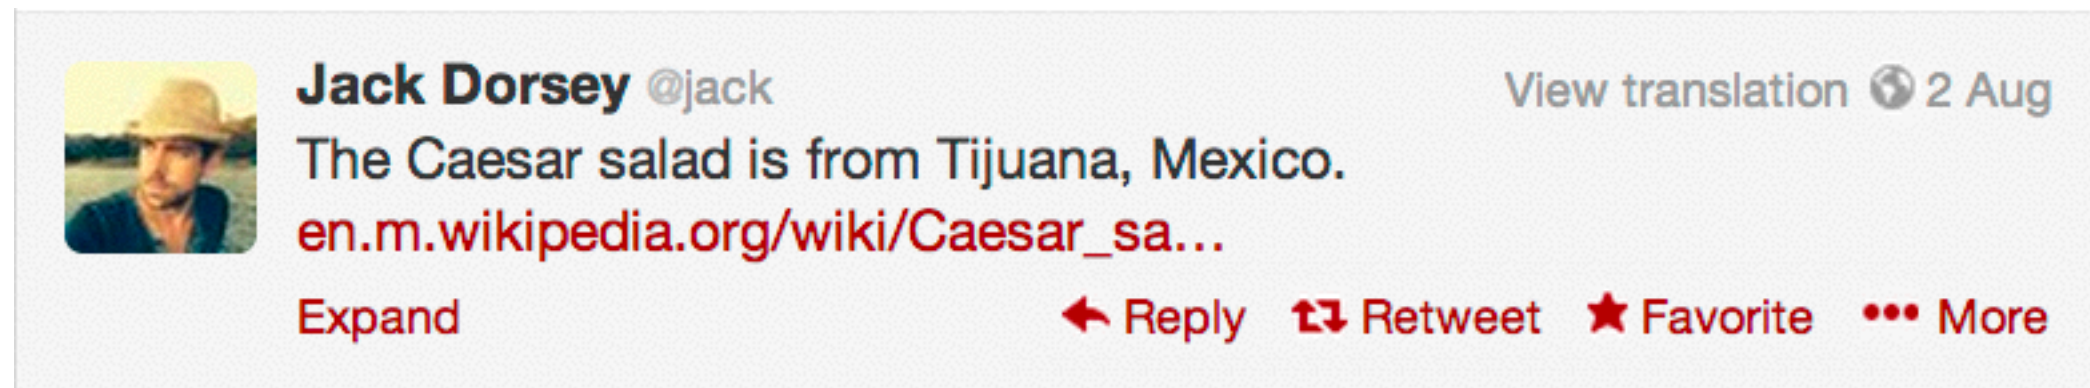 Jack Dorsey @jack View translation 2 Aug
The Caesar salad is from Tijuana, Mexico.
en.m.wikipedia.org/wiki/Caesar_sa...
Expand Reply Retweet Favorite More